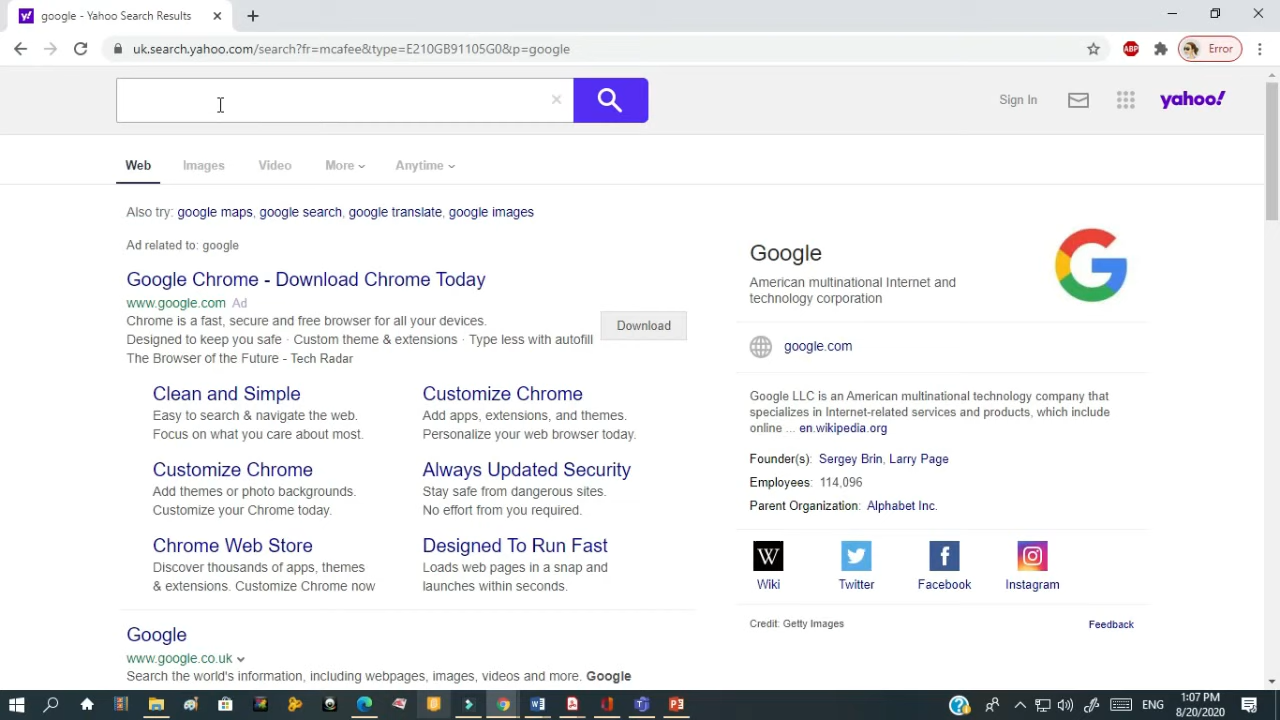 google - Yahoo Search Results
uk.search.yahoo.com/search?fr=mcafee&type=E210GB91105G0&p=google
ABP
Error
Sign In
yahoo!
Web Images Video More Anytime
Also try: google maps, google search, google translate, google images
Ad related to: google
Google Chrome - Download Chrome Today
www.google.com Ad
Chrome is a fast, secure and free browser for all your devices.
Designed to keep you safe · Custom theme & extensions · Type less with autofill
The Browser of the Future - Tech Radar
Download
Clean and Simple
Easy to search & navigate the web.
Focus on what you care about most.
Customize Chrome
Add apps, extensions, and themes.
Personalize your web browser today.
Customize Chrome
Add themes or photo backgrounds.
Customize your Chrome today.
Always Updated Security
Stay safe from dangerous sites.
No effort from you required.
Chrome Web Store
Discover thousands of apps, themes
& extensions. Customize Chrome now
Designed To Run Fast
Loads web pages in a snap and
launches within seconds.
Google
www.google.co.uk
Search the world's information, including webpages, images, videos and more. Google
Google
American multinational Internet and
technology corporation
google.com
Google LLC is an American multinational technology company that
specializes in Internet-related services and products, which include
online ... en.wikipedia.org
Founder(s): Sergey Brin, Larry Page
Employees: 114,096
Parent Organization: Alphabet Inc.
W
Wiki Twitter Facebook Instagram
Credit: Getty Images
Feedback
ENG
1:07 PM
8/20/2020